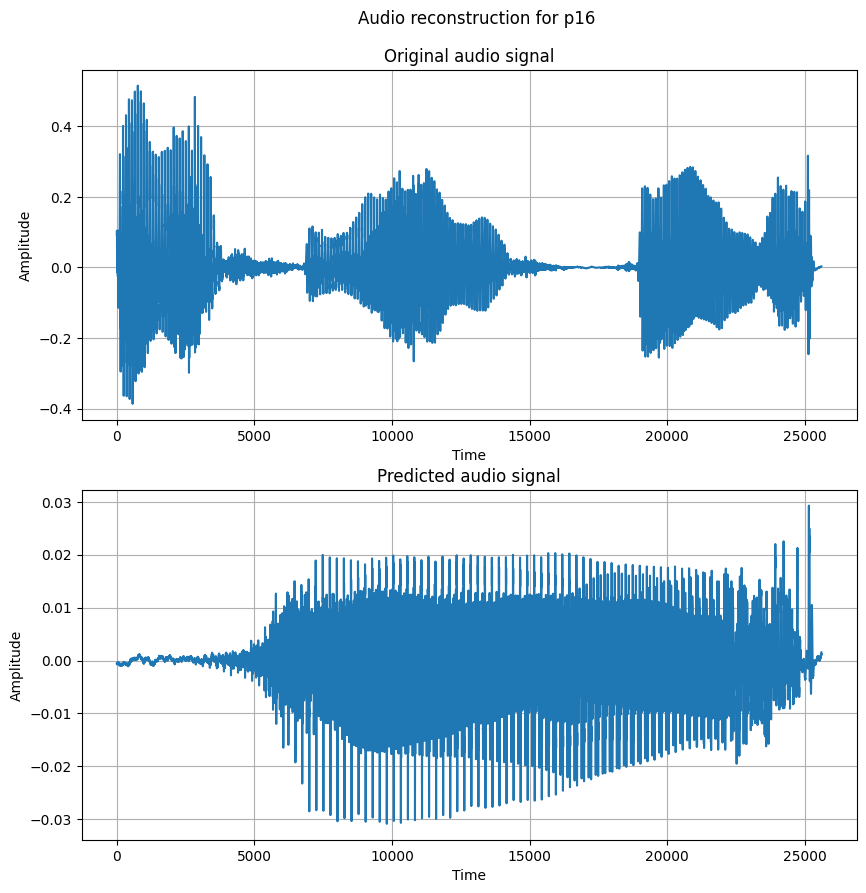 Audio reconstruction for p16
Original audio signal
0.4
0.2
0.0
−0.2
−0.4
Amplitude
0 5000 10000 15000 20000 25000
Time
Predicted audio signal
0.03
0.02
0.01
0.00
−0.01
−0.02
−0.03
Amplitude
0 5000 10000 15000 20000 25000
Time